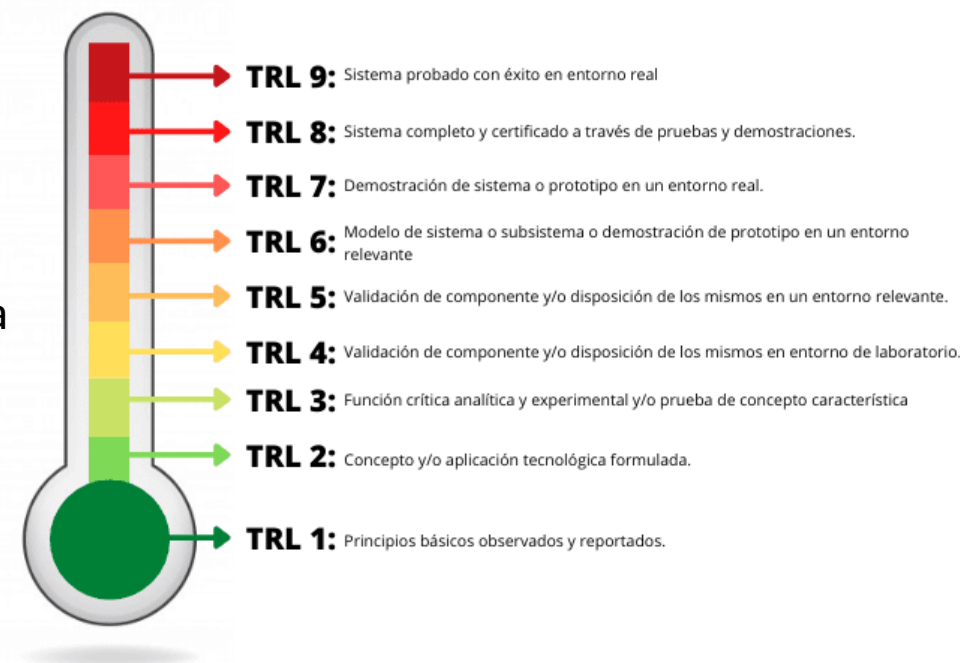 TRL 9: Sistema probado con éxito en entorno real
TRL 8: Sistema completo y certificado a través de pruebas y demostraciones.
TRL 7: Demostración de sistema o prototipo en un entorno real.
TRL 6: Modelo de sistema o subsistema o demostración de prototipo en un entorno
relevante
a
TRL 5: Validación de componente y/o disposición de los mismos en un entorno relevante.
TRL 4: Validación de componente y/o disposición de los mismos en entorno de laboratorio.
TRL 3: Función crítica analítica y experimental y/o prueba de concepto característica
TRL 2: Concepto y/o aplicación tecnológica formulada.
TRL 1: Principios básicos observados y reportados.